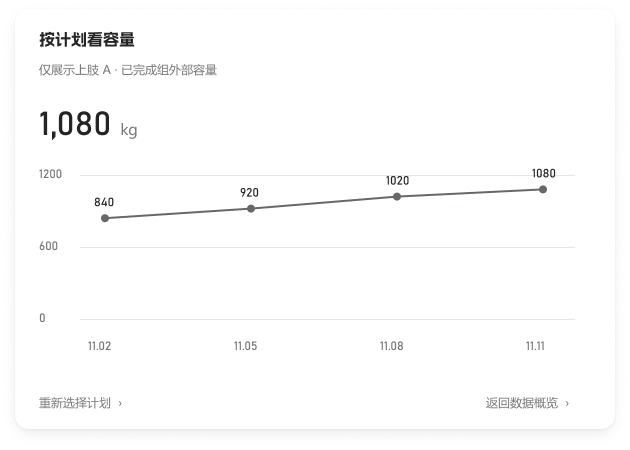 按计划看容量
仅展示上肢 A · 已完成组外部容量
1,080 kg
1200
600
0
840
920
1020
1080
11.02
11.05
11.08
11.11
重新选择计划 ›
返回数据概览 ›